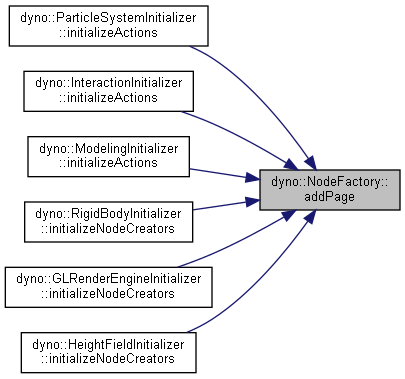 dyno::ParticleSystemInitializer
::initializeActions
dyno::InteractionInitializer
::initializeActions
dyno::ModelingInitializer
::initializeActions
dyno::RigidBodyInitializer
::initializeNodeCreators
dyno::GLRenderEngineInitializer
::initializeNodeCreators
dyno::HeightFieldInitializer
::initializeNodeCreators
dyno::NodeFactory::
addPage